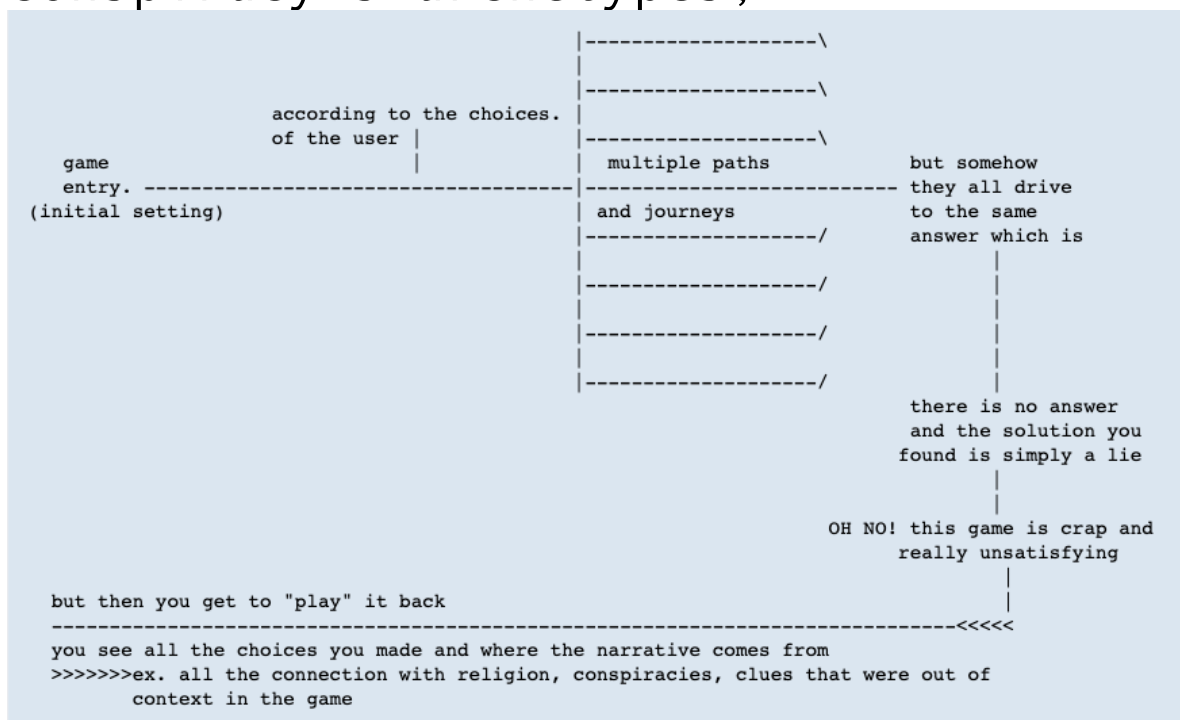 according to the choices.
of the user
game
entry.
(initial setting)
multiple paths
and journeys
but somehow
they all drive
to the same
answer which is
there is no answer
and the solution you
found is simply a lie
OH NO! this game is crap and
really unsatisfying
but then you get to "play" it back
<<<<<
you see all the choices you made and where the narrative comes from
>>>>>>>ex. all the connection with religion, conspiracies, clues that were out of
context in the game